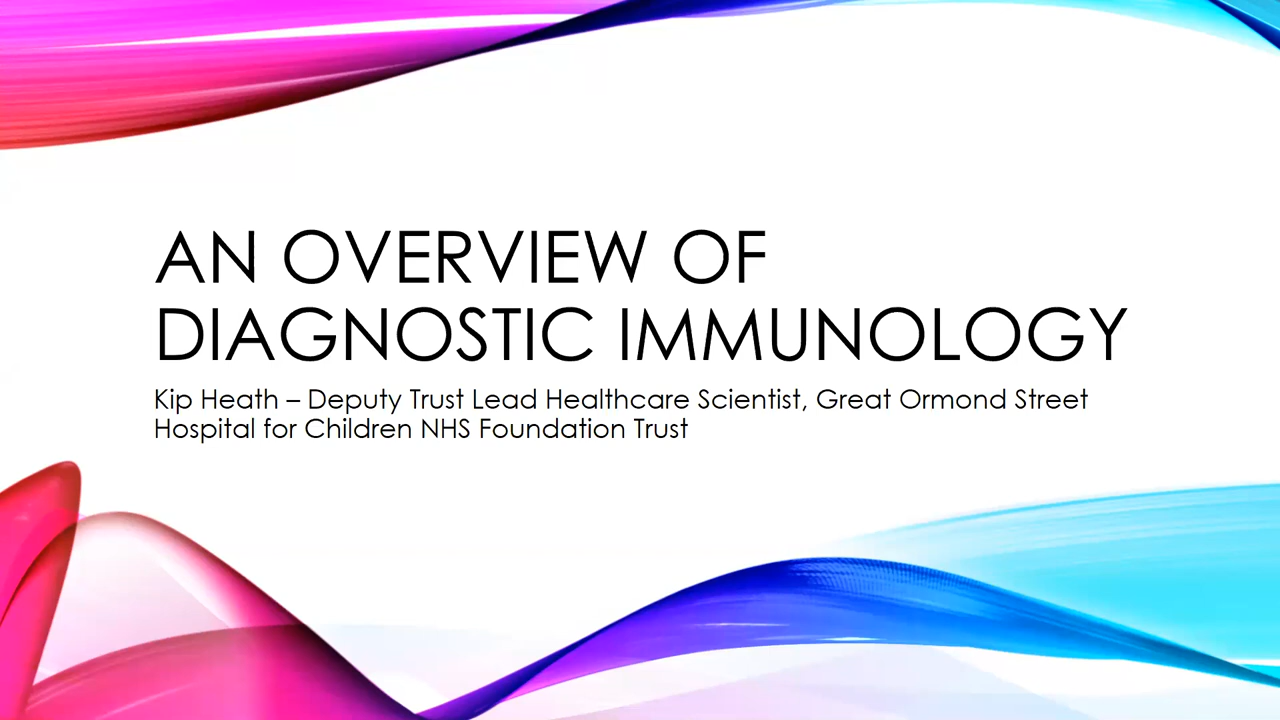 AN OVERVIEW OF
DIAGNOSTIC IMMUNOLOGY
Kip Heath – Deputy Trust Lead Healthcare Scientist, Great Ormond Street
Hospital for Children NHS Foundation Trust